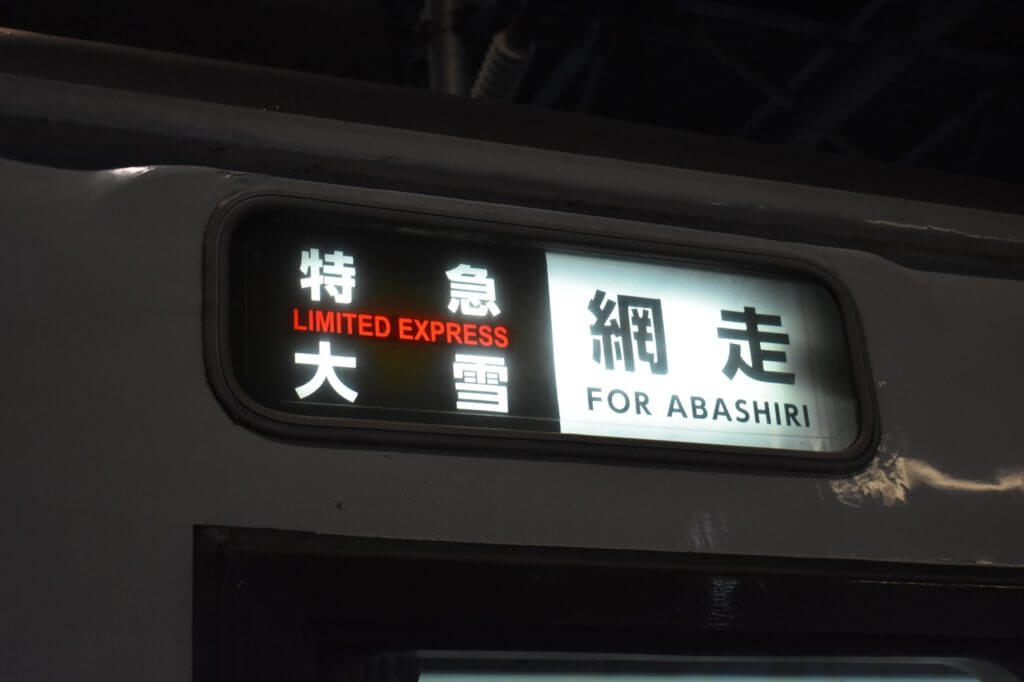 特急
LIMITED EXPRESS
大雪
網走
FOR ABASHIRI